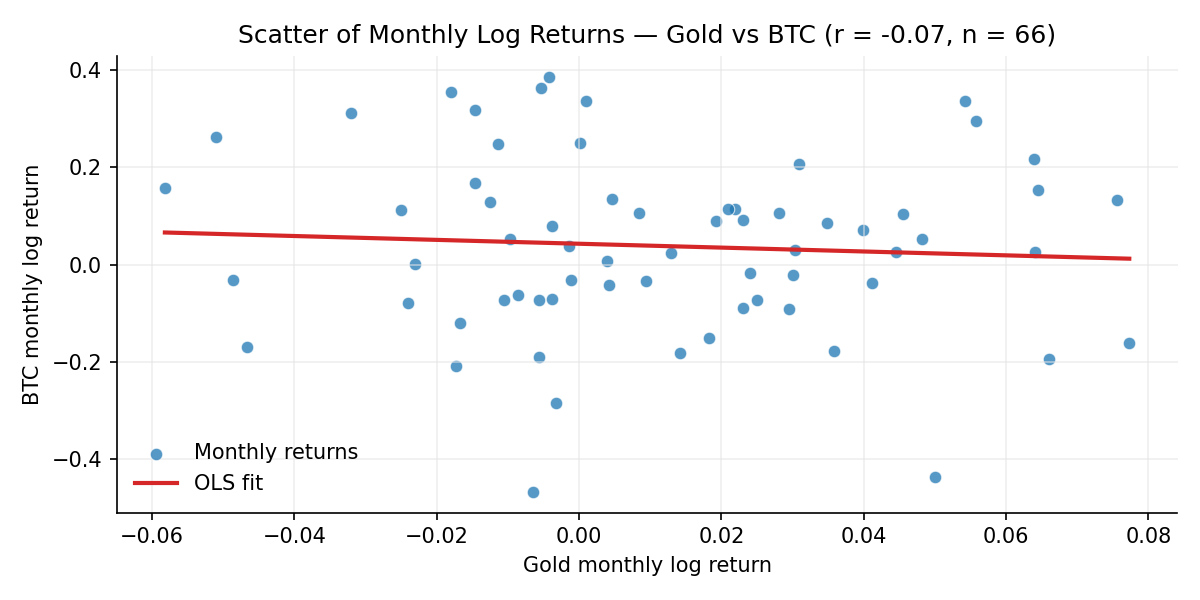 Scatter of Monthly Log Returns — Gold vs BTC (r = -0.07, n = 66)
BTC monthly log return
0.4
0.2
0.0
−0.2
−0.4
Monthly returns
OLS fit
−0.06
−0.04
−0.02
0.00
0.02
0.04
0.06
0.08
Gold monthly log return